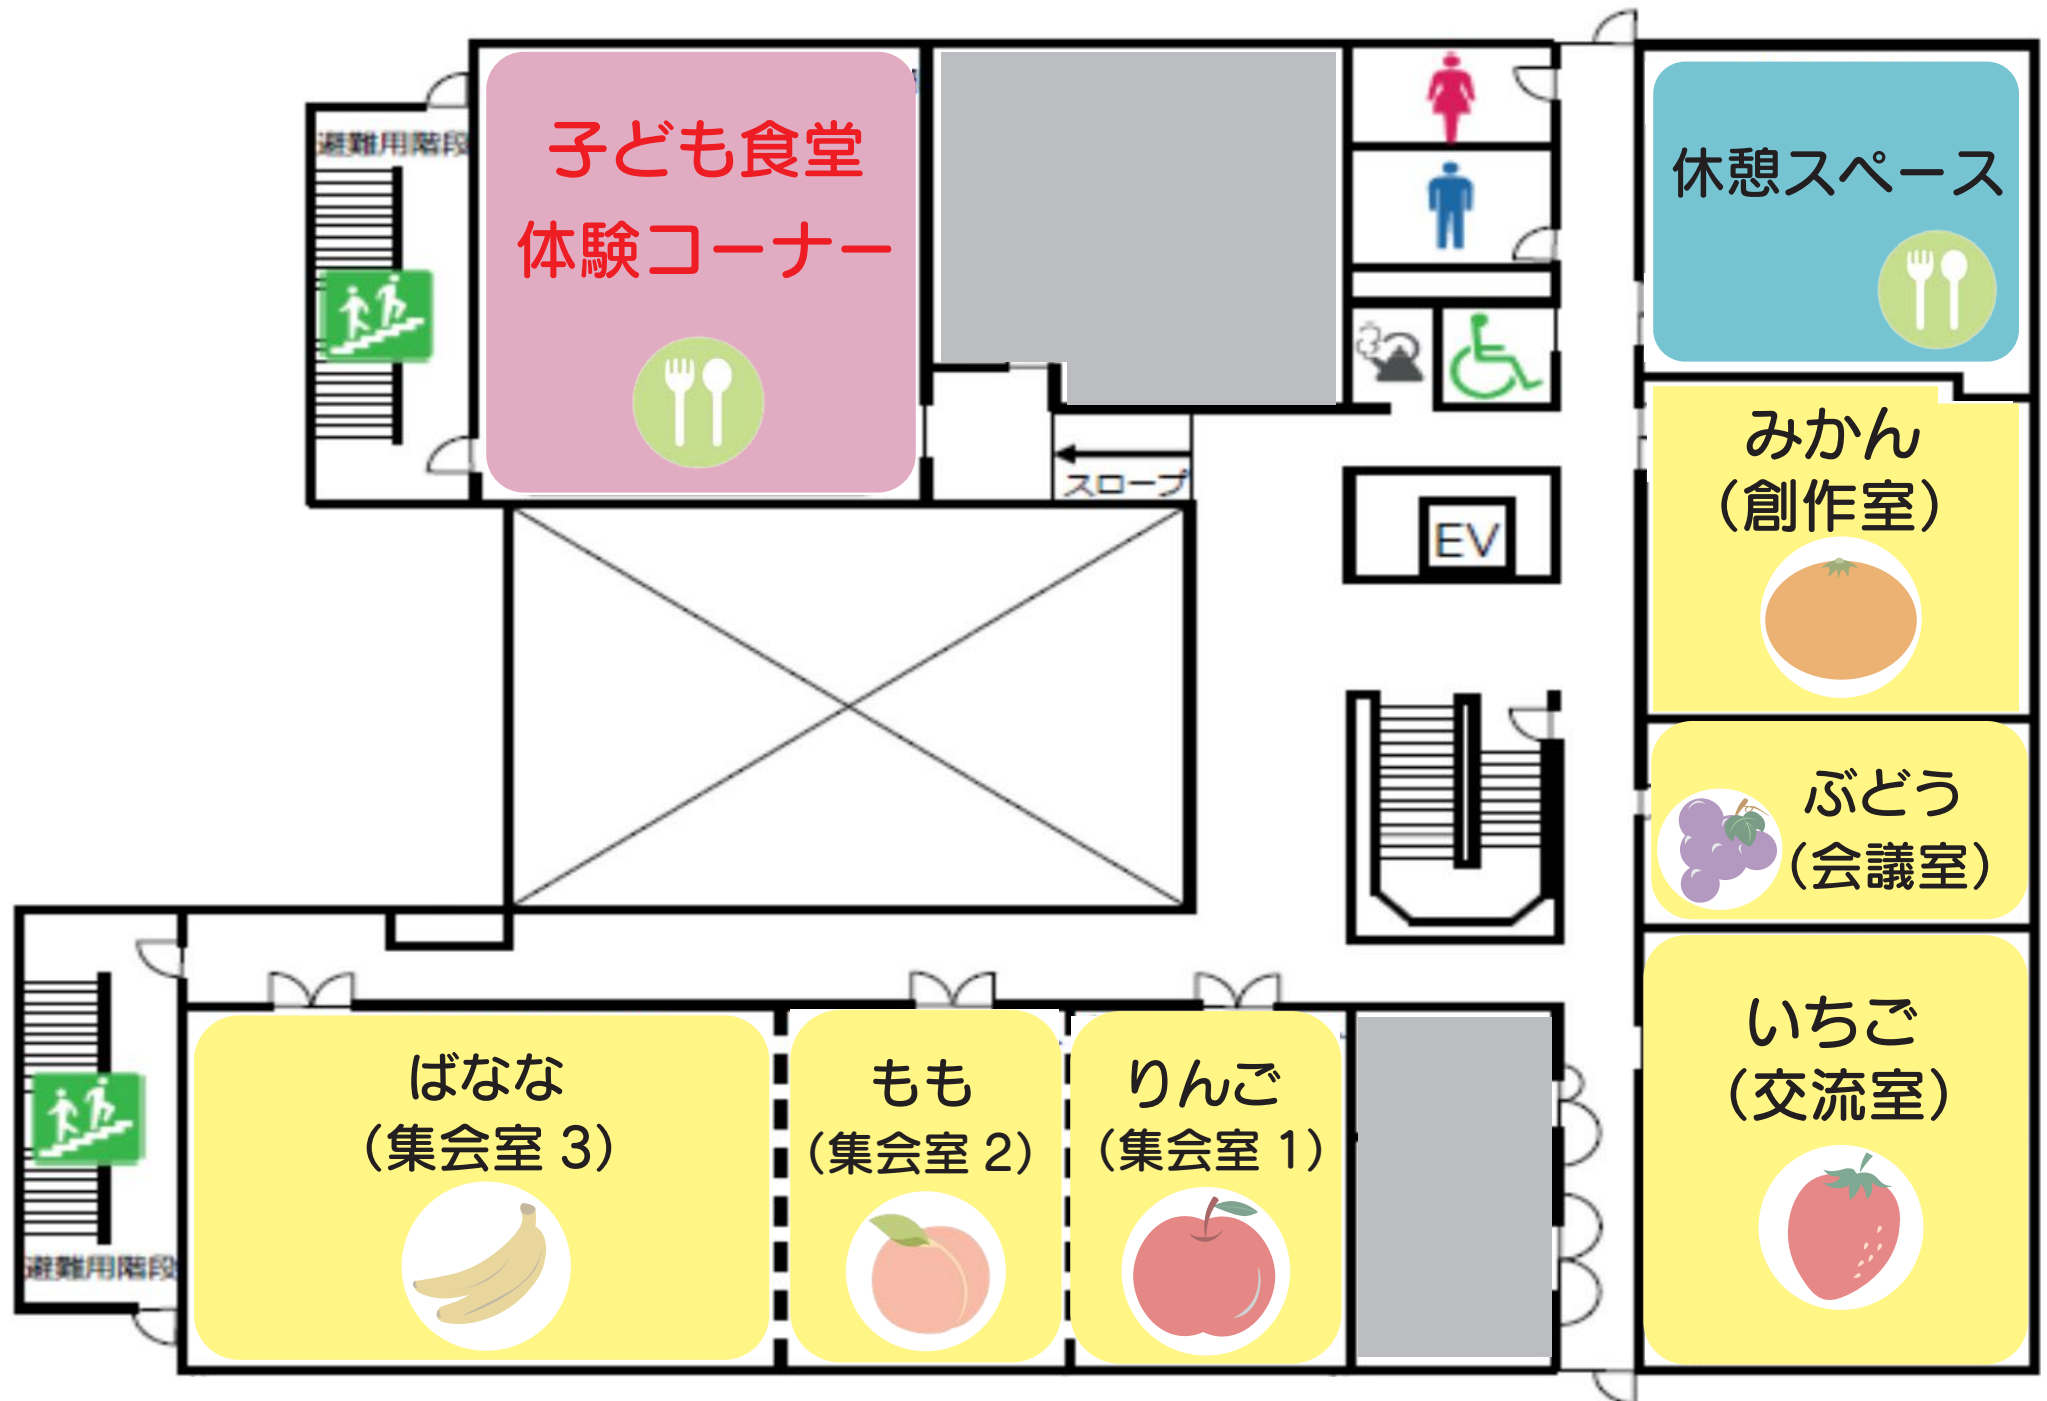 子ども食堂
体験コーナー
避難用階段
休憩スペース
みかん
（創作室）
スロープ
EV
ぶどう
（会議室）
いちご
（交流室）
ばなな
（集会室 3）
もも
（集会室 2）
りんご
（集会室 1）
避難用階段